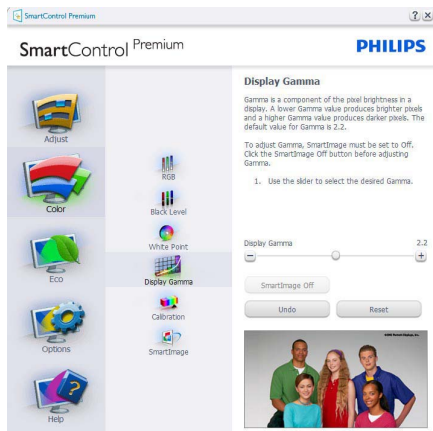 SmartControl Premium
? X
SmartControl Premium
PHILIPS
Adjust
Color
Eco
Options
Help
RGB
Black Level
White Point
Display Gamma
Calibration
SmartImage
Display Gamma
Gamma is a component of the pixel brightness in a
display. A lower Gamma value produces brighter pixels
and a higher Gamma value produces darker pixels. The
default value for Gamma is 2.2.
To adjust Gamma, SmartImage must be set to Off.
Click the SmartImage Off button before adjusting
Gamma.
1. Use the slider to select the desired Gamma.
Display Gamma 2.2
SmartImage Off
Undo Reset